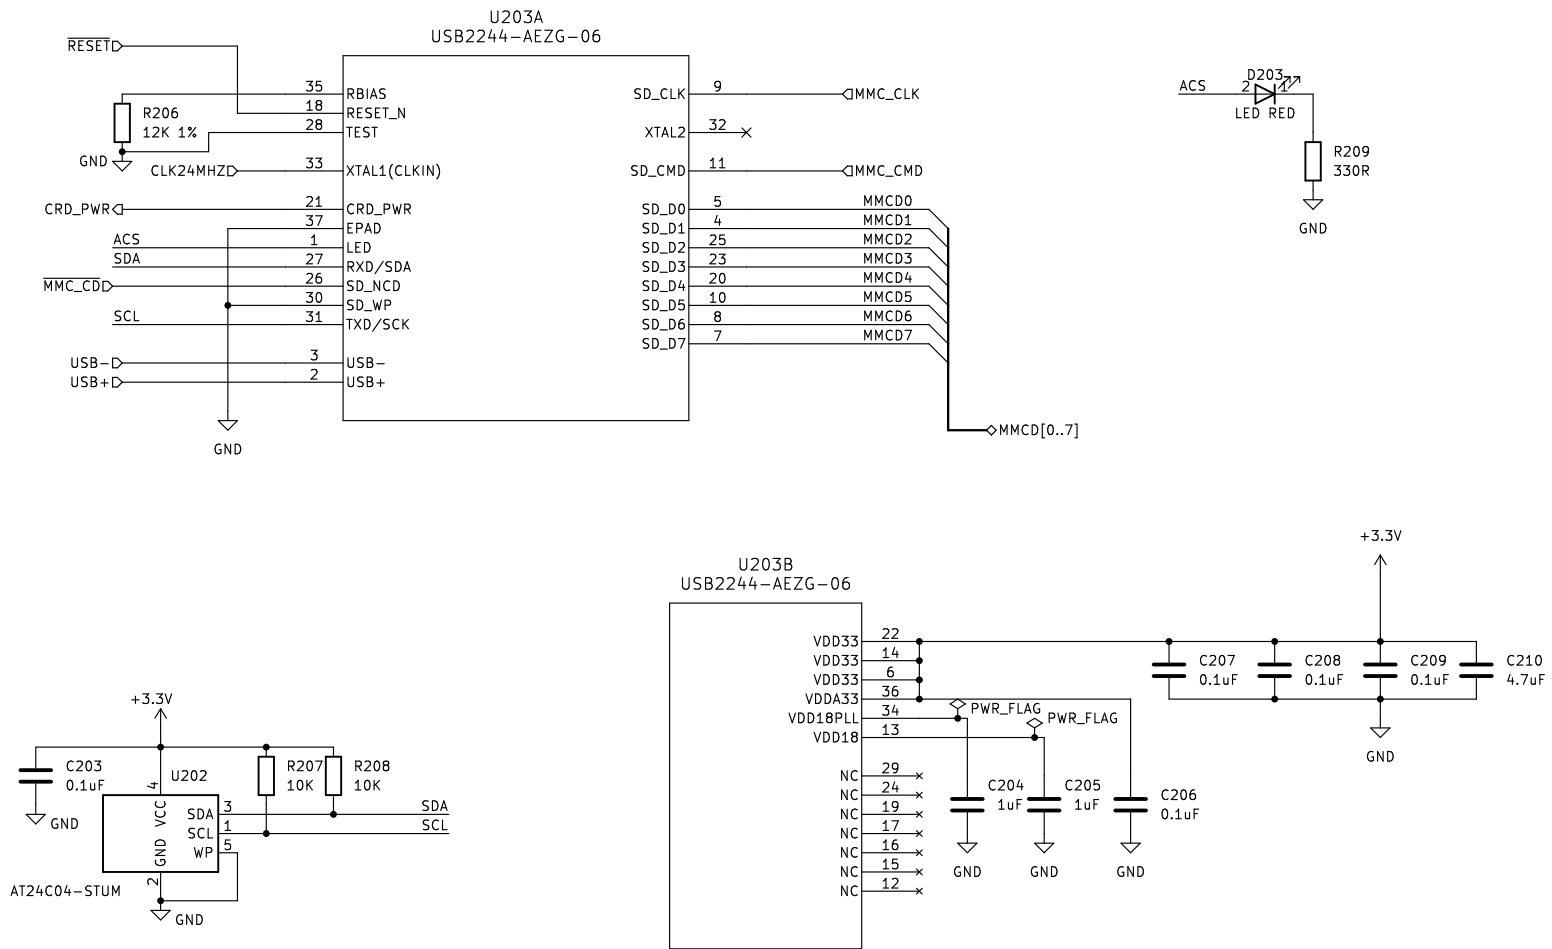 U203A
USB2244-AEZG-06
RESET
35 RBIAS
18 RESET_N
28 TEST
R206
12K 1%
GND
CLK24MHZ 33 XTAL1(CLKIN)
CRD_PWR 21 CRD_PWR
37 EPAD
ACS 1 LED
SDA 27 RXD/SDA
MMC_CD 26 SD_NCD
30 SD_WP
SCL 31 TXD/SCK
USB- 3 USB-
USB+ 2 USB+
GND
SD_CLK 9 MMC_CLK
XTAL2 32
SD_CMD 11 MMC_CMD
SD_D0 5 MMCD0
SD_D1 4 MMCD1
SD_D2 25 MMCD2
SD_D3 23 MMCD3
SD_D4 20 MMCD4
SD_D5 10 MMCD5
SD_D6 8 MMCD6
SD_D7 7 MMCD7
MMCD[0..7]
D203
ACS 2 1
LED RED
R209
330R
GND
+3.3V
C203
0.1uF
GND
U202
4
VCC
R207
10K
R208
10K
SDA 3 SDA
SCL 1 SCL
WP 5
GND
2
AT24C04-STUM
GND
U203B
USB2244-AEZG-06
VDD33 22
VDD33 14
VDD33 6
VDDA33 36
VDD18PLL 34 PWR_FLAG
VDD18 13 PWR_FLAG
NC 29
NC 24
NC 19
NC 17
NC 16
NC 15
NC 12
C204
1uF
GND
C205
1uF
GND
C206
0.1uF
GND
+3.3V
C207
0.1uF
C208
0.1uF
C209
0.1uF
C210
4.7uF
GND